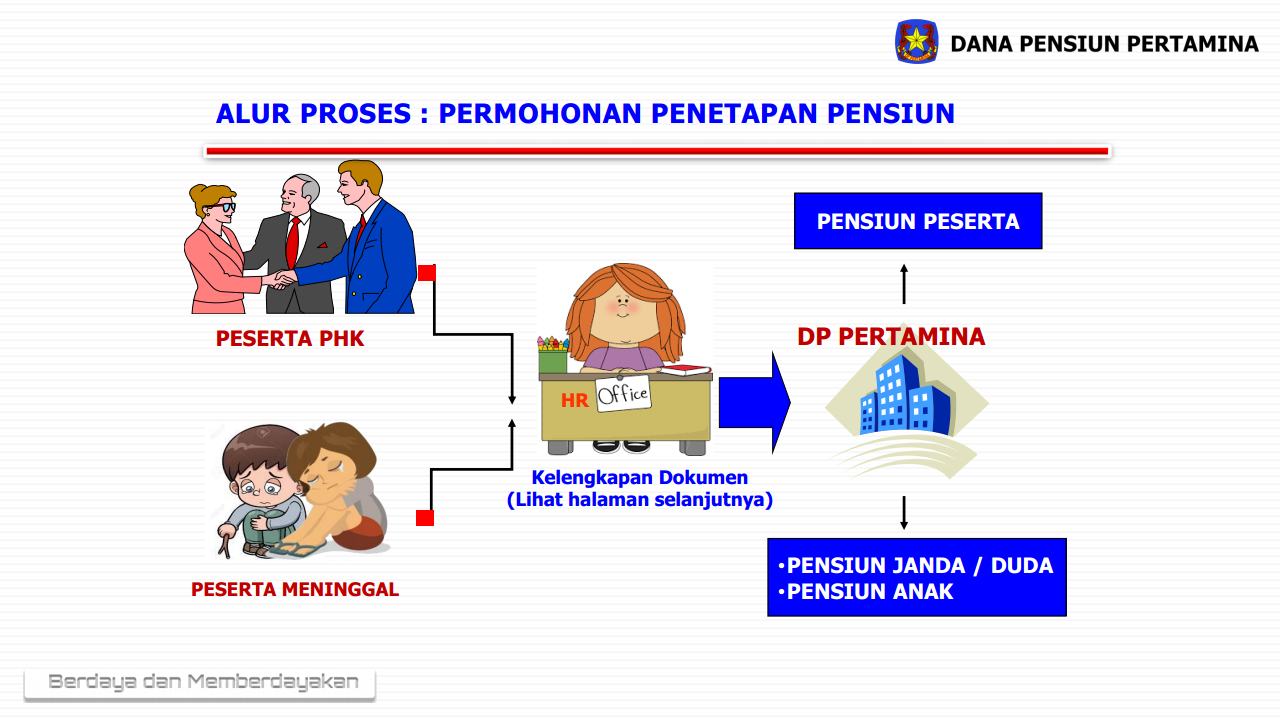 DANA PENSIUN PERTAMINA
ALUR PROSES : PERMOHONAN PENETAPAN PENSIUN
PENSIUN PESERTA
PESERTA PHK
DP PERTAMINA
HR
Office
Kelengkapan Dokumen
(Lihat halaman selanjutnya)
•PENSIUN JANDA / DUDA
•PENSIUN ANAK
PESERTA MENINGGAL
Berdaya dan Memberdayakan